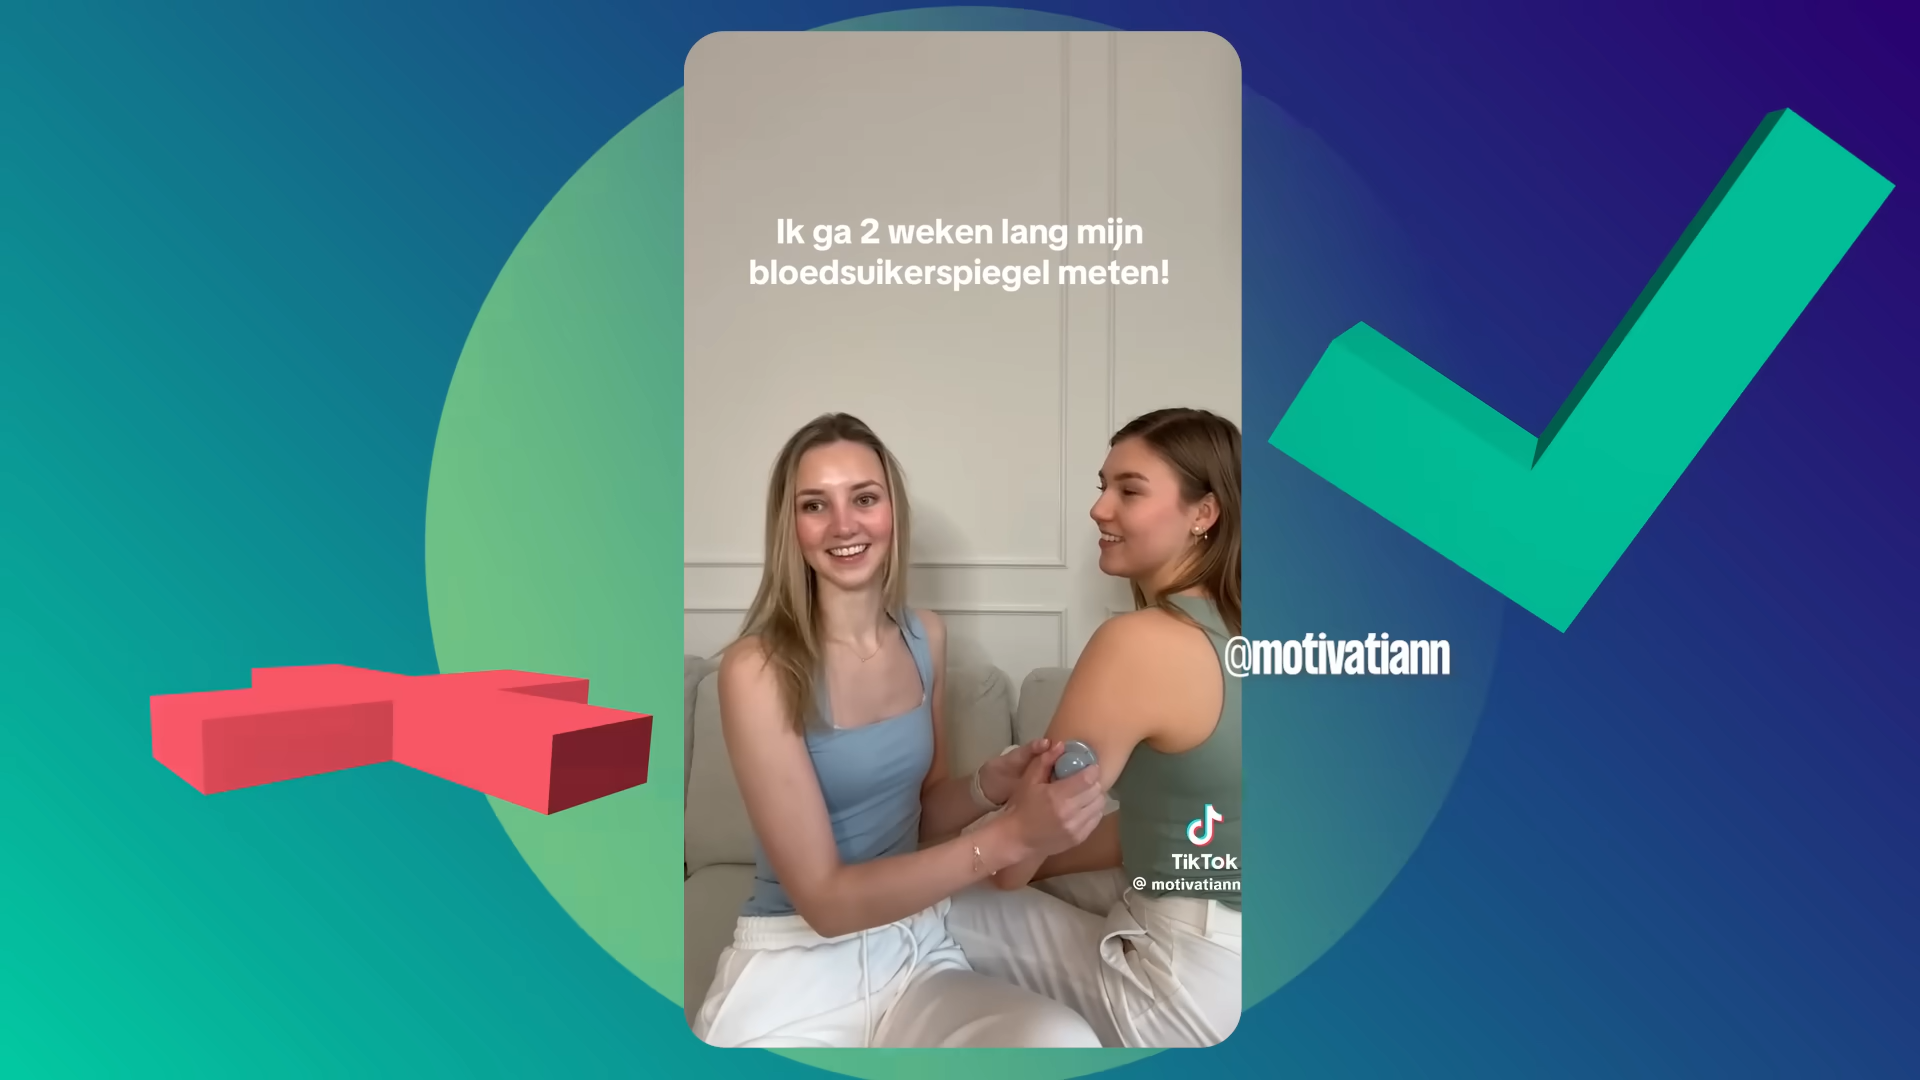 Ik ga 2 weken lang mijn
bloedsuikerspiegel meten!
@motivatiann
TikTok
@ motivatiann